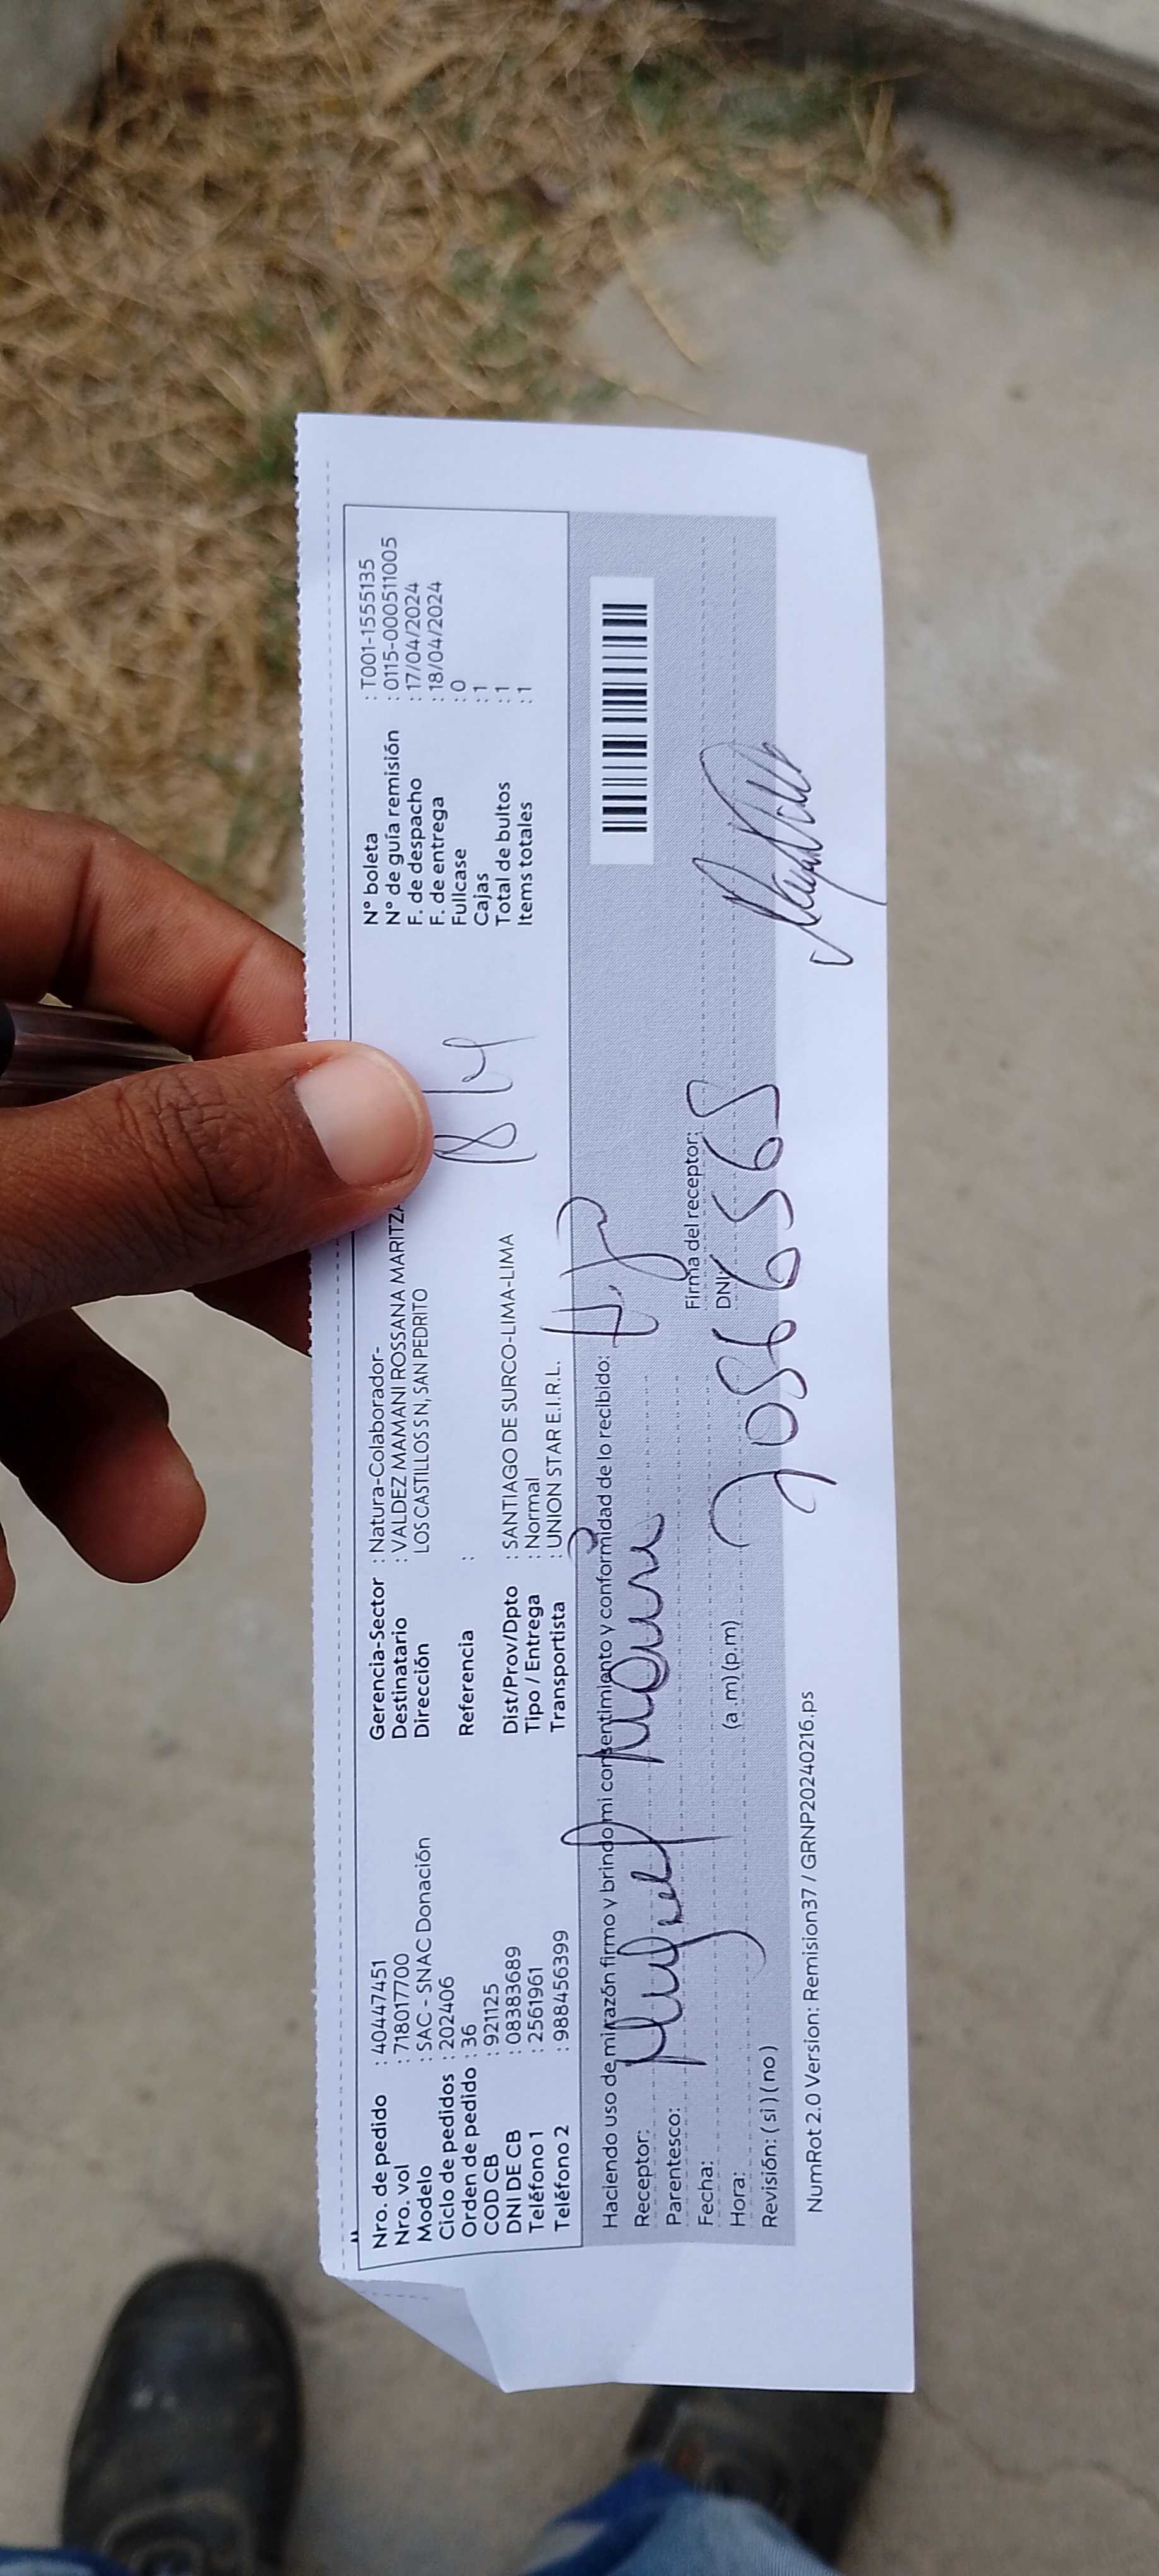 Nro. de pedido : 40447451
Nro. vol : 718017700
Modelo : SAC - SNAC Donación
Ciclo de pedidos : 202406
Orden de pedido : 36
COD CB : 921125
DNI DE CB : 08383689
Teléfono 1 : 2561961
Teléfono 2 : 988456399
Gerencia-Sector : Natura-Colaborador-
Destinatario : VALDEZ MAMANI ROSSANA MARITZA
Dirección LOS CASTILLOS S N, SAN PEDRITO
Referencia :
Dist/Prov/Dpto : SANTIAGO DE SURCO-LIMA-LIMA
Tipo / Entrega : Normal
Transportista : UNION STAR E.I.R.L.
N° boleta : T001-1555135
N° de guía remisión : 0115-000511005
F. de despacho : 17/04/2024
F. de entrega : 18/04/2024
Fullcase : 0
Cajas : 1
Total de bultos : 1
Items totales : 1
18
Haciendo uso de mi razón firmo y brindo mi consentimiento y conformidad de lo recibido:
Receptor:
Parentesco:
Fecha:
Firma del receptor:
Hora: (a.m) (p.m) DNI:
Revisión: ( si ) ( no )
NumRot 2.0 Version: Remision37 / GRNP20240216.ps